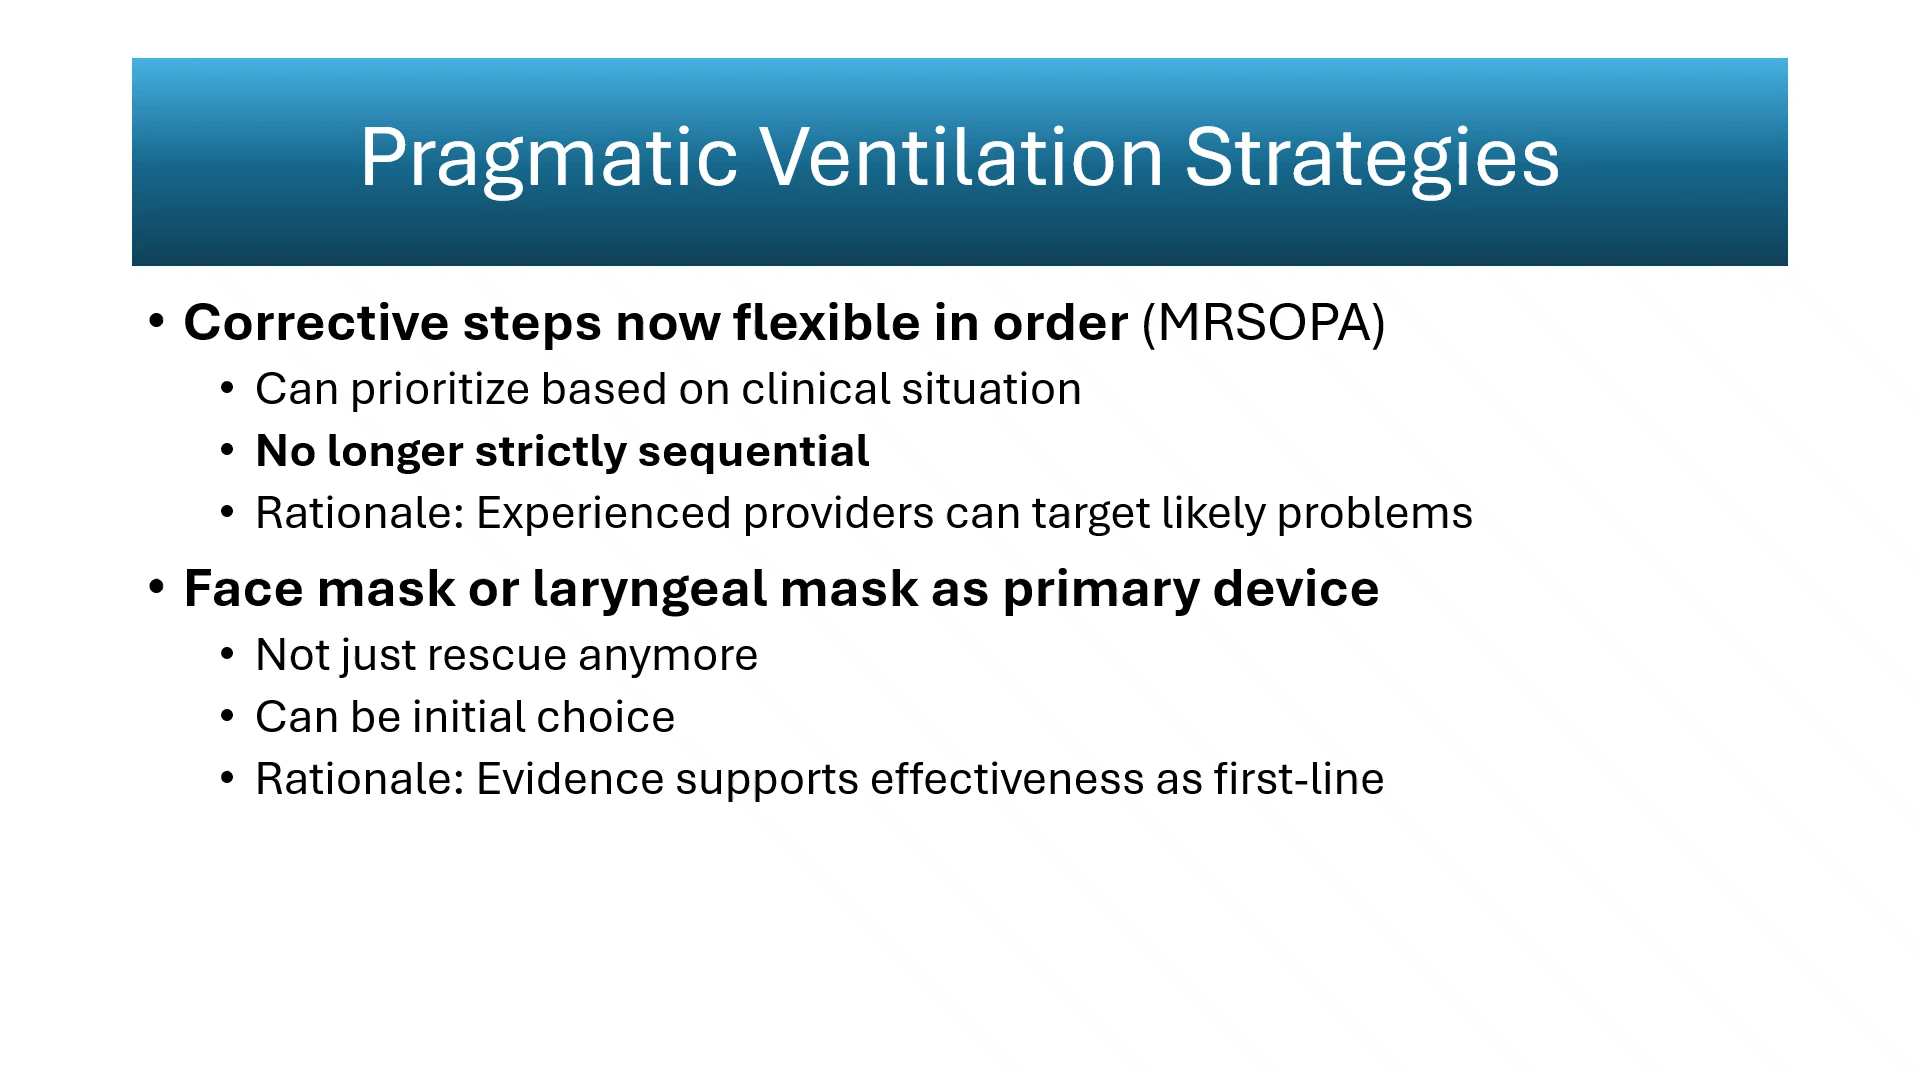 Pragmatic Ventilation Strategies
• Corrective steps now flexible in order (MRSOPA)
• Can prioritize based on clinical situation
• No longer strictly sequential
• Rationale: Experienced providers can target likely problems
• Face mask or laryngeal mask as primary device
• Not just rescue anymore
• Can be initial choice
• Rationale: Evidence supports effectiveness as first-line